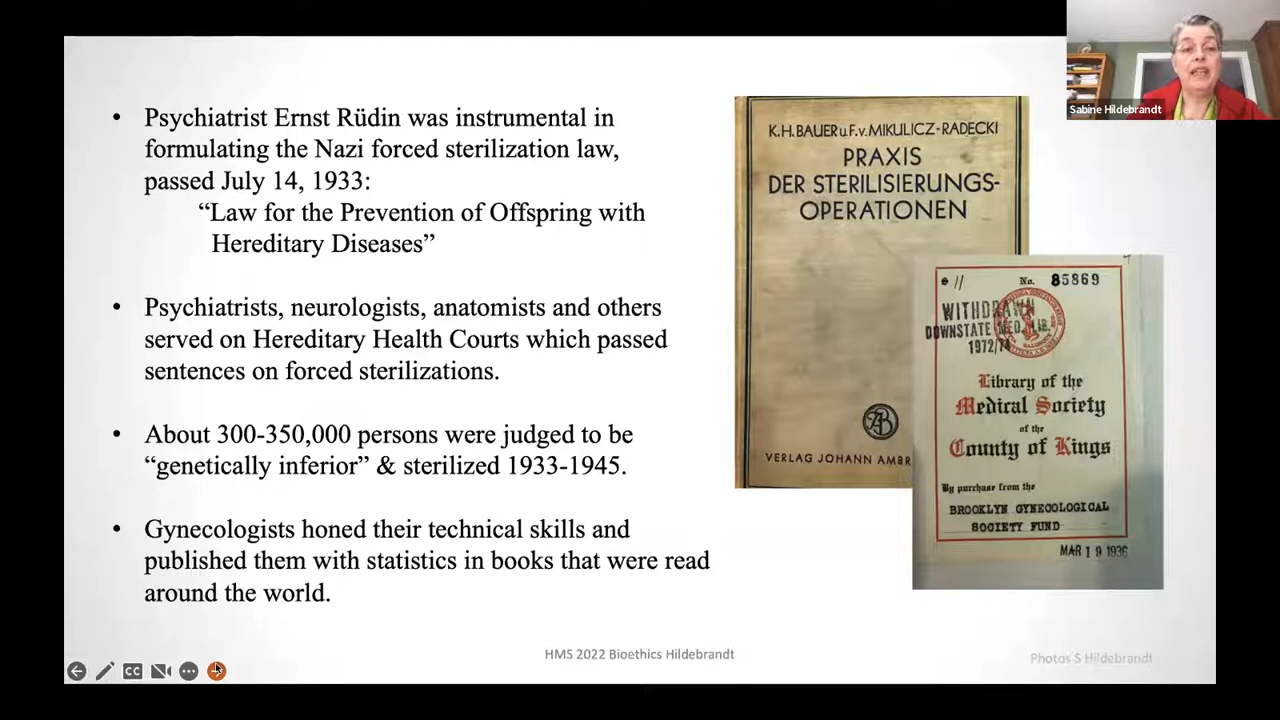 Sabine Hildebrandt
• Psychiatrist Ernst Rüdin was instrumental in
formulating the Nazi forced sterilization law,
passed July 14, 1933:
“Law for the Prevention of Offspring with
Hereditary Diseases”
• Psychiatrists, neurologists, anatomists and others
served on Hereditary Health Courts which passed
sentences on forced sterilizations.
• About 300-350,000 persons were judged to be
“genetically inferior” & sterilized 1933-1945.
• Gynecologists honed their technical skills and
published them with statistics in books that were read
around the world.
K.H. BAUER u. F. v. MIKULICZ-RADECKI
PRAXIS
DER STERILISIERUNGS-
OPERATIONEN
VERLAG JOHANN AMBR
No. 85869
WITHDRAWN
DOWNSTATE MED. LIB.
Library of the
Medical Society
of the
County of Kings
By purchase from the
BROOKLYN GYNECOLOGICAL
SOCIETY FUND
MAR 19 1936
HMS 2022 Bioethics Hildebrandt
Photos S Hildebrandt
CC